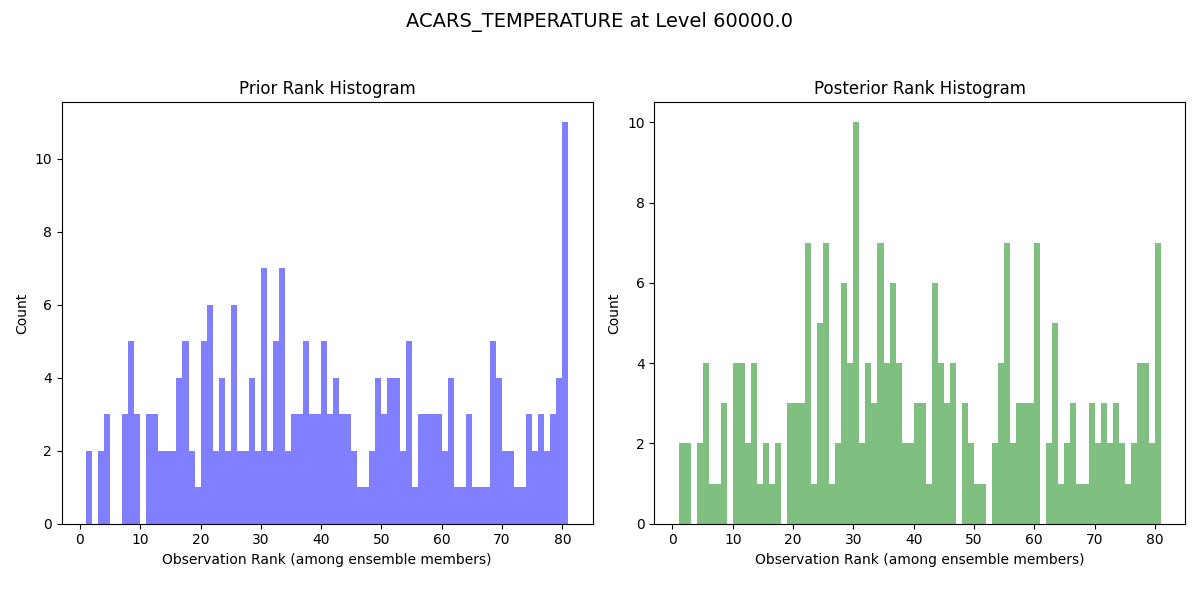 ACARS_TEMPERATURE at Level 60000.0
Prior Rank Histogram
Count
10
8
6
4
2
0
0 10 20 30 40 50 60 70 80
Observation Rank (among ensemble members)
Posterior Rank Histogram
Count
10
8
6
4
2
0
0 10 20 30 40 50 60 70 80
Observation Rank (among ensemble members)